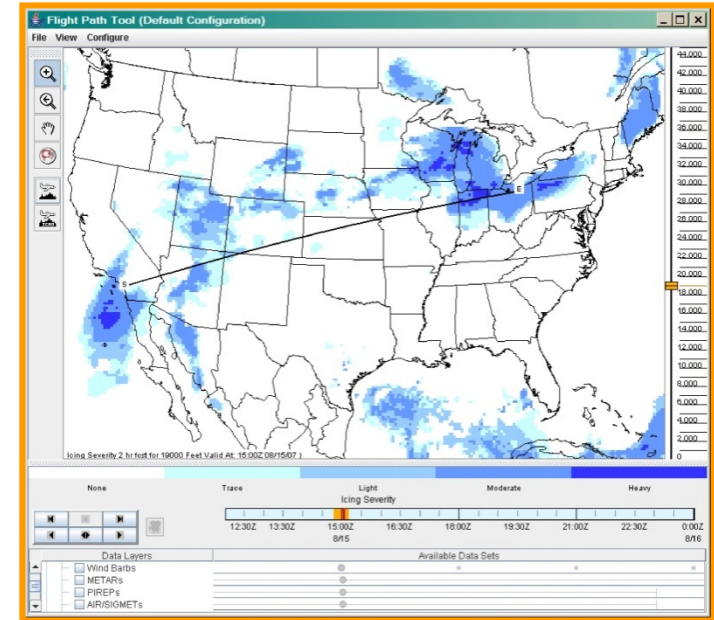 Flight Path Tool (Default Configuration)
File View Configure
44,000
42,000
40,000
38,000
36,000
34,000
32,000
30,000
28,000
26,000
24,000
22,000
20,000
18,000
16,000
14,000
12,000
10,000
8,000
6,000
4,000
2,000
0
S
E
Icing Severity 2 hr fcst for 19000 Feet Valid At: 15:00Z 08/15/07 )
None Trace Light Moderate Heavy
Icing Severity
12:30Z 13:30Z 15:00Z 16:30Z 18:00Z 19:30Z 21:00Z 22:30Z 0:00Z
8/15 8/16
Data Layers Available Data Sets
Wind Barbs
METARs
PIREPs
AIR/SIGMETs